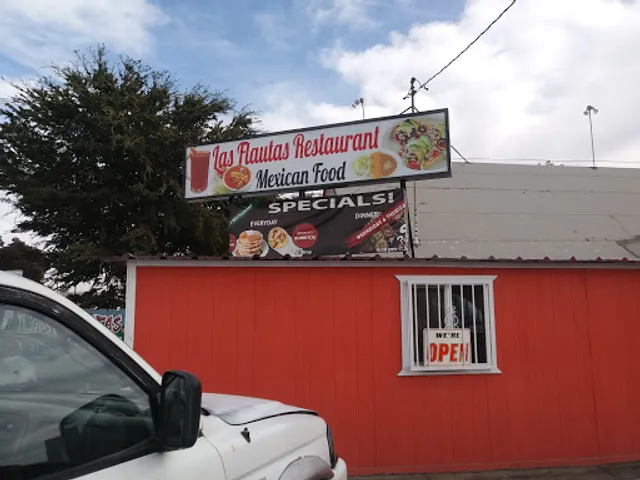 Las Flautas Restaurant
Mexican Food
SPECIALS!
EVERYDAY
DINNER
WE'RE
OPEN